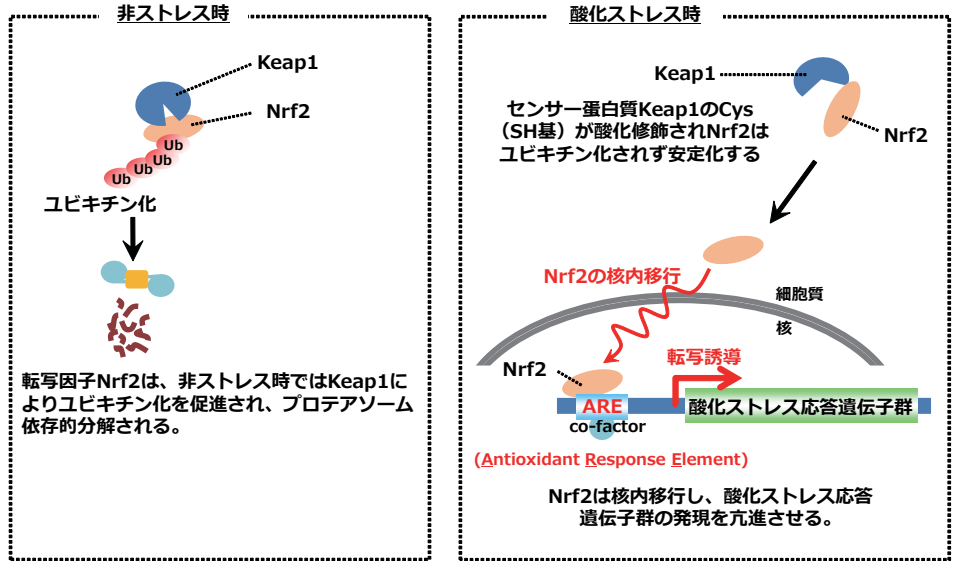 非ストレス時
Keap1
Nrf2
Ub
Ub
Ub
Ub
ユビキチン化
転写因子Nrf2は、非ストレス時ではKeap1に
よりユビキチン化を促進され、プロテアソーム
依存的分解される。
酸化ストレス時
Keap1
Nrf2
センサー蛋白質Keap1のCys
（SH基）が酸化修飾されNrf2は
ユビキチン化されず安定化する
Nrf2の核内移行
細胞質
核
Nrf2
転写誘導
ARE
酸化ストレス応答遺伝子群
co-factor
(Antioxidant Response Element)
Nrf2は核内移行し、酸化ストレス応答
遺伝子群の発現を亢進させる。